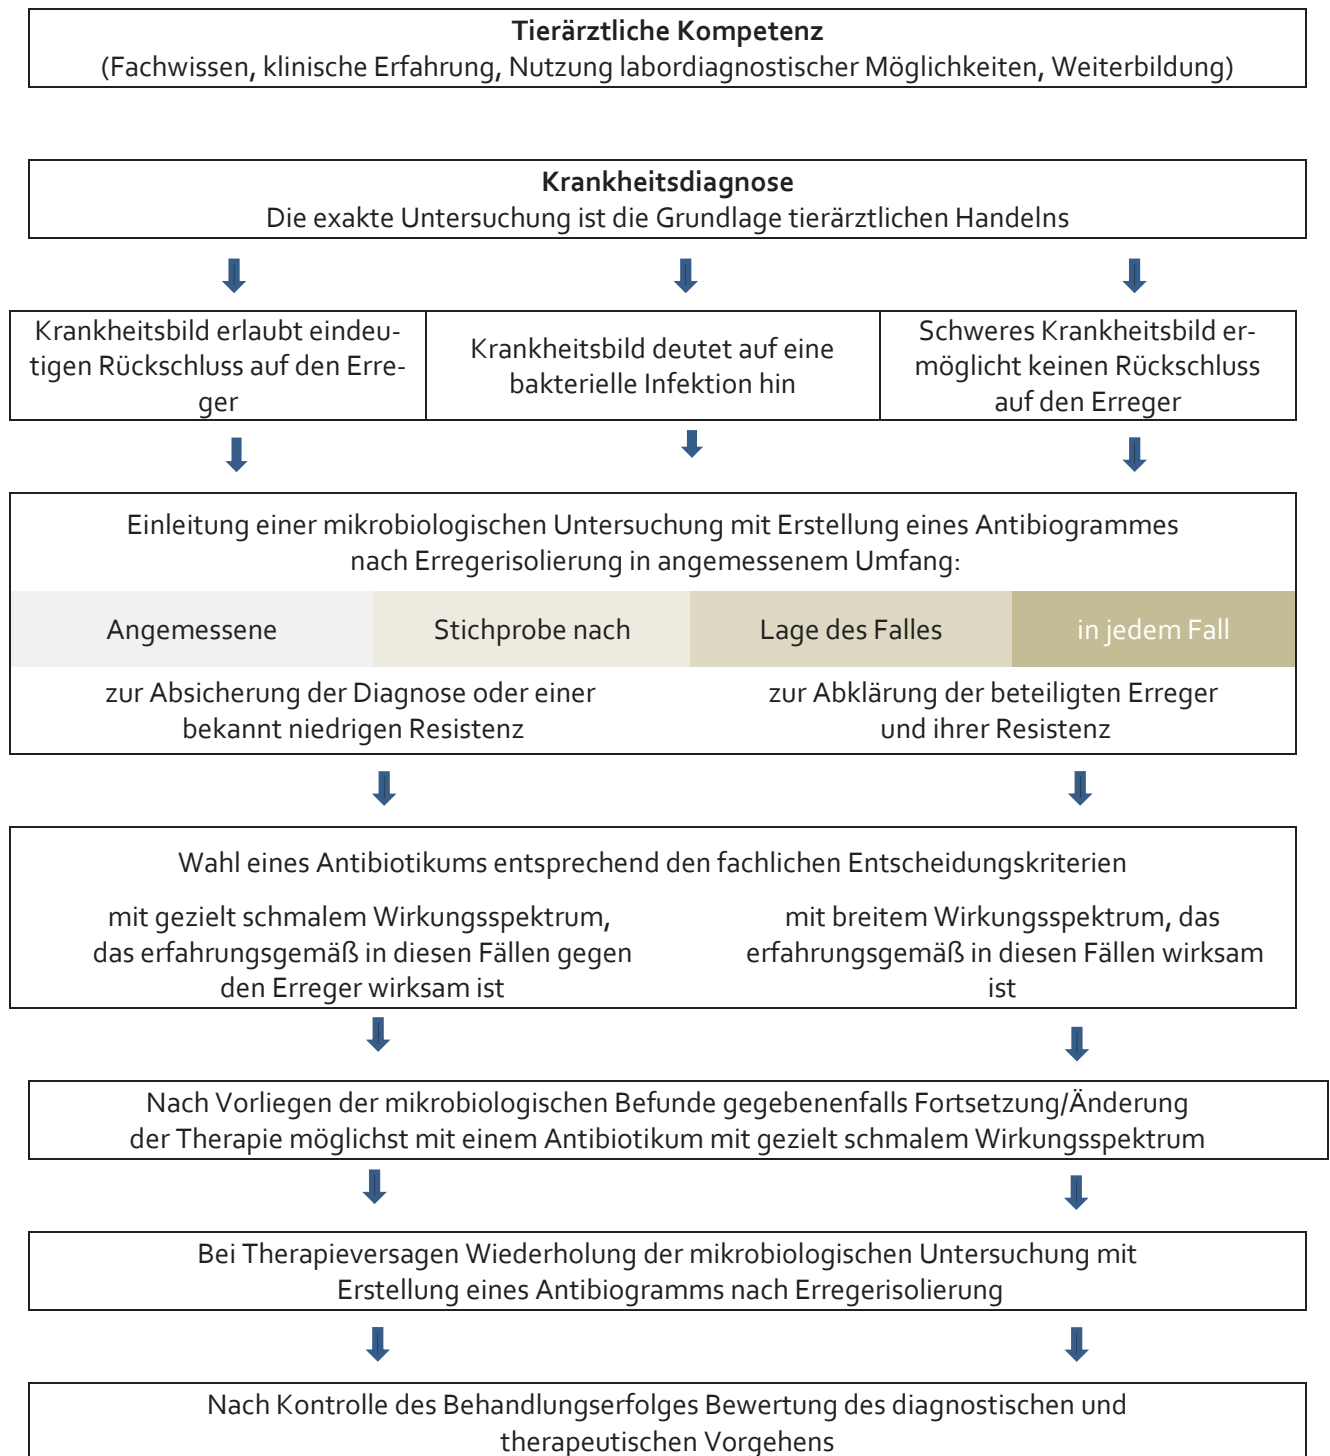 Tierärztliche Kompetenz
(Fachwissen, klinische Erfahrung, Nutzung labordiagnostischer Möglichkeiten, Weiterbildung)
Krankheitsdiagnose
Die exakte Untersuchung ist die Grundlage tierärztlichen Handelns
Krankheitsbild erlaubt eindeu-
tigen Rückschluss auf den Erre-
ger
Krankheitsbild deutet auf eine
bakterielle Infektion hin
Schweres Krankheitsbild er-
möglicht keinen Rückschluss
auf den Erreger
Einleitung einer mikrobiologischen Untersuchung mit Erstellung eines Antibiogrammes
nach Erregerisolierung in angemessenem Umfang:
Angemessene Stichprobe nach Lage des Falles in jedem Fall
zur Absicherung der Diagnose oder einer
bekannt niedrigen Resistenz
zur Abklärung der beteiligten Erreger
und ihrer Resistenz
Wahl eines Antibiotikums entsprechend den fachlichen Entscheidungskriterien
mit gezielt schmalem Wirkungsspektrum,
das erfahrungsgemäß in diesen Fällen gegen
den Erreger wirksam ist
mit breitem Wirkungsspektrum, das
erfahrungsgemäß in diesen Fällen wirksam
ist
Nach Vorliegen der mikrobiologischen Befunde gegebenenfalls Fortsetzung/Änderung
der Therapie möglichst mit einem Antibiotikum mit gezielt schmalem Wirkungsspektrum
Bei Therapieversagen Wiederholung der mikrobiologischen Untersuchung mit
Erstellung eines Antibiogramms nach Erregerisolierung
Nach Kontrolle des Behandlungserfolges Bewertung des diagnostischen und
therapeutischen Vorgehens